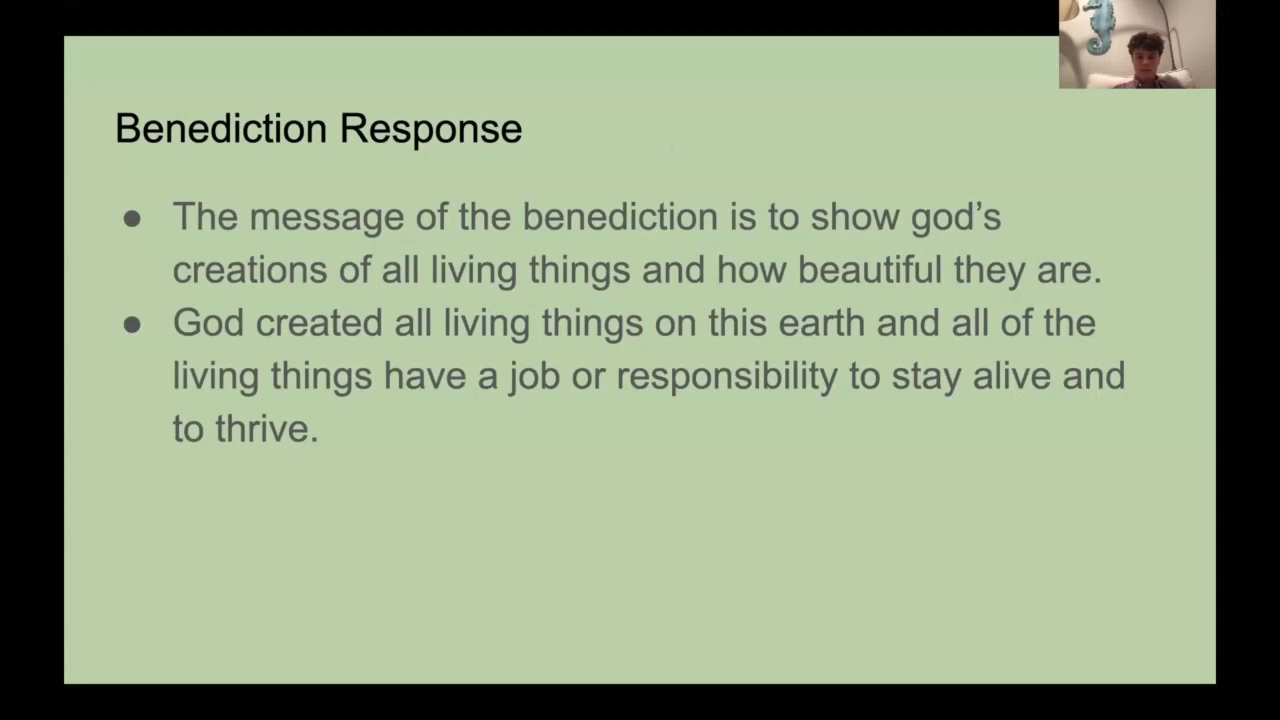 Benediction Response
● The message of the benediction is to show god’s
creations of all living things and how beautiful they are.
● God created all living things on this earth and all of the
living things have a job or responsibility to stay alive and
to thrive.